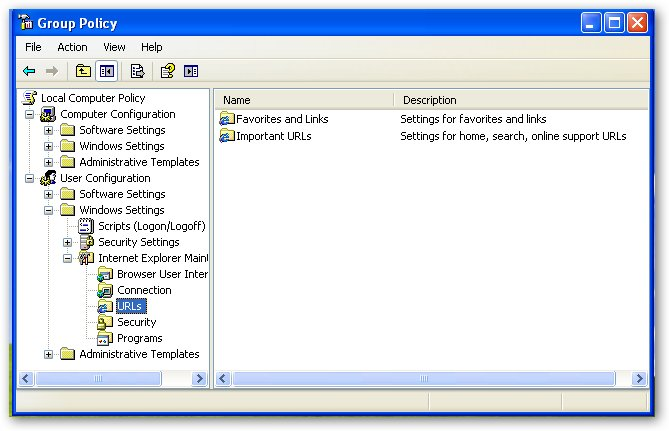 Group Policy
File Action View Help
Local Computer Policy
Computer Configuration
Software Settings
Windows Settings
Administrative Templates
User Configuration
Software Settings
Windows Settings
Scripts (Logon/Logoff)
Security Settings
Internet Explorer Maint
Browser User Inter
Connection
URLs
Security
Programs
Administrative Templates
Name Description
Favorites and Links Settings for favorites and links
Important URLs Settings for home, search, online support URLs